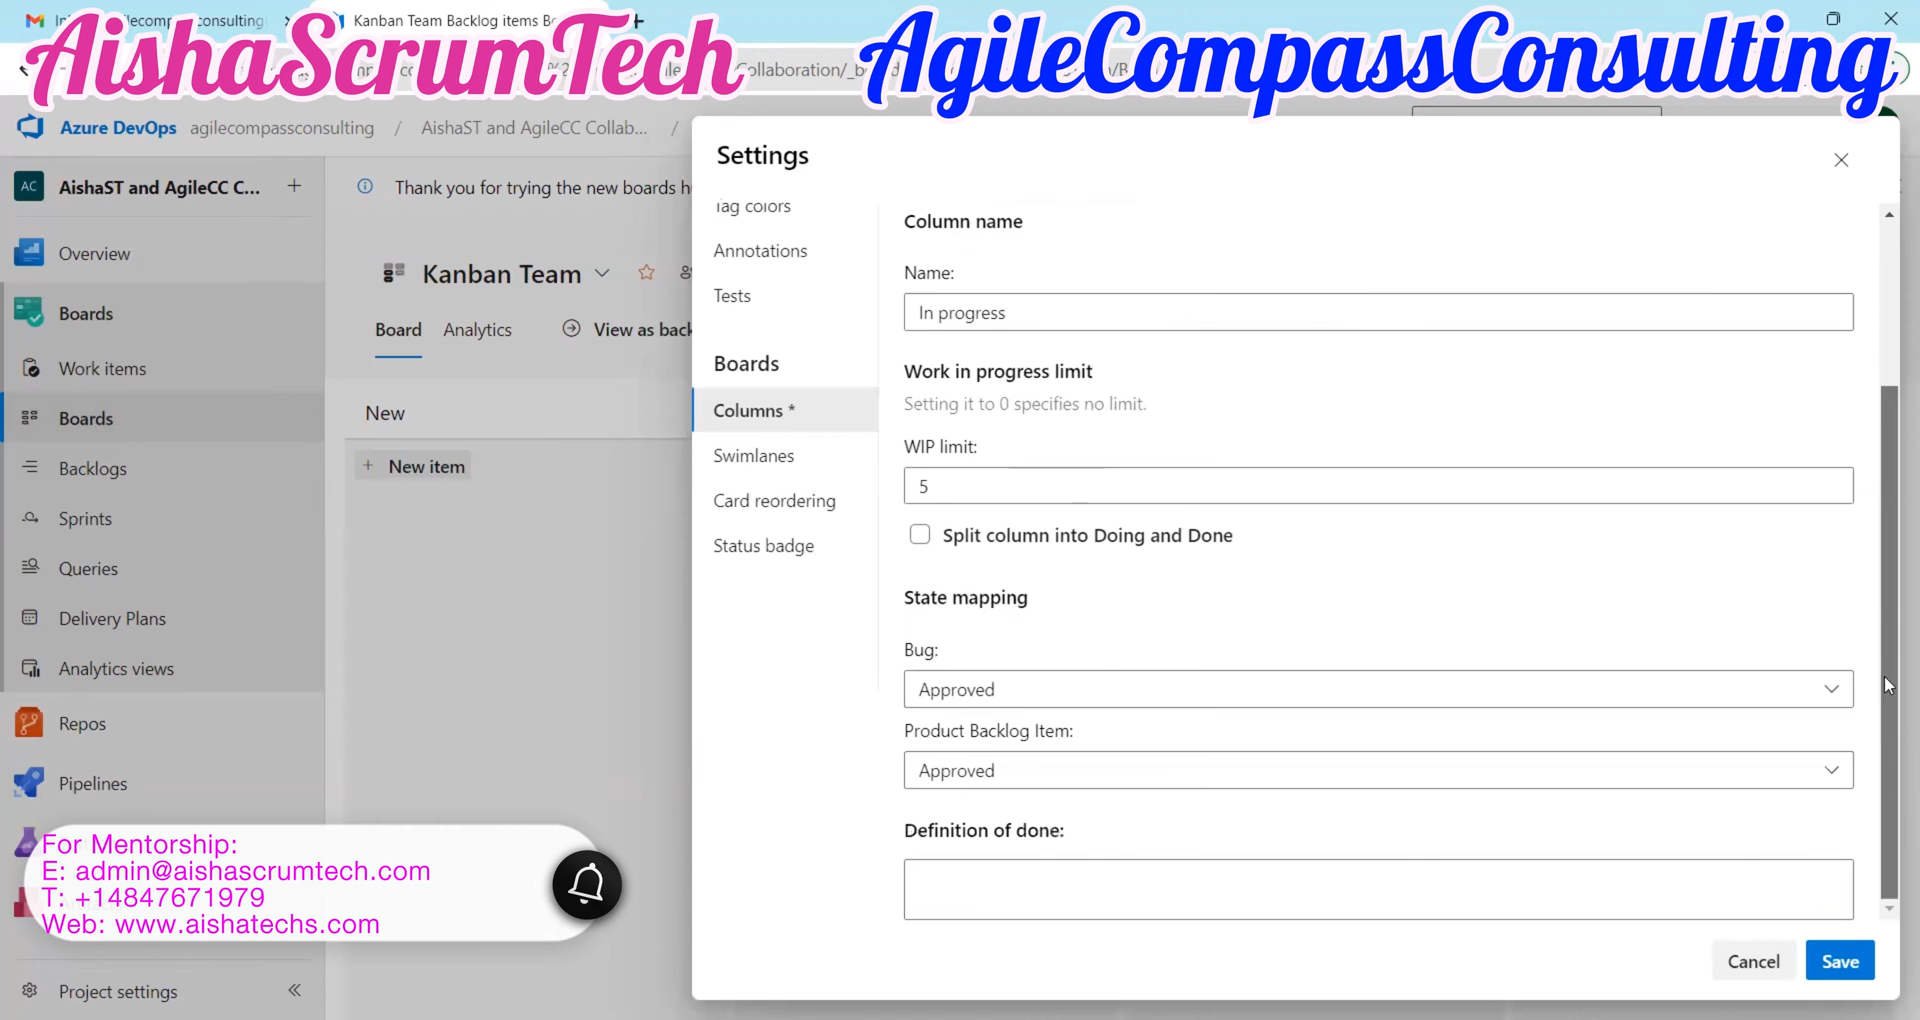 Kanban Team Backlog items Bo
AishaScrumTech
AgileCompassConsulting
Azure DevOps agilecompassconsulting / AishaST and AgileCC Collab... /
AC AishaST and AgileCC C... +
Overview
Boards
Work items
Boards
Backlogs
Sprints
Queries
Delivery Plans
Analytics views
Repos
Pipelines
For Mentorship:
E: admin@aishascrumtech.com
T: +14847671979
Web: www.aishatechs.com
Project settings
Thank you for trying the new boards hu
Kanban Team
Board Analytics View as back
New
+ New item
Settings
Tag colors
Annotations
Tests
Boards
Columns *
Swimlanes
Card reordering
Status badge
Column name
Name:
In progress
Work in progress limit
Setting it to 0 specifies no limit.
WIP limit:
5
Split column into Doing and Done
State mapping
Bug:
Approved
Product Backlog Item:
Approved
Definition of done:
Cancel Save